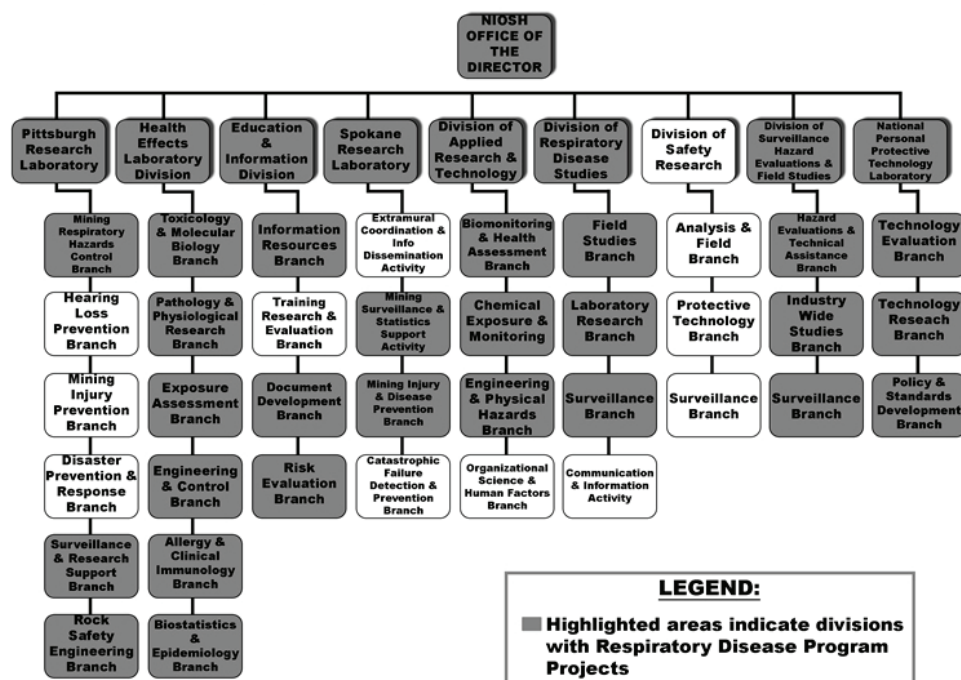 NIOSH
OFFICE OF
THE
DIRECTOR
Pittsburgh
Research
Laboratory
Health
Effects
Laboratory
Division
Education
&
Information
Division
Spokane
Research
Laboratory
Division of
Applied
Research &
Technology
Division of
Respiratory
Disease
Studies
Division of
Safety
Research
Division of
Surveillance
Hazard
Evaluations &
Field Studies
National
Personal
Protective
Technology
Laboratory
Mining
Respiratory
Hazards
Control
Branch
Toxicology
& Molecular
Biology
Branch
Information
Resources
Branch
Extramural
Coordination &
Info
Dissemination
Activity
Biomonitoring
& Health
Assessment
Branch
Field
Studies
Branch
Analysis &
Field
Branch
Hazard
Evaluations &
Technical
Assistance
Branch
Technology
Evaluation
Branch
Hearing
Loss
Prevention
Branch
Pathology &
Physiological
Research
Branch
Training
Research &
Evaluation
Branch
Mining
Surveillance &
Statistics
Support
Activity
Chemical
Exposure &
Monitoring
Laboratory
Research
Branch
Protective
Technology
Branch
Industry
Wide
Studies
Branch
Technology
Reseach
Branch
Mining
Injury
Prevention
Branch
Exposure
Assessment
Branch
Document
Development
Branch
Mining Injury
& Disease
Prevention
Branch
Engineering
& Physical
Hazards
Branch
Surveillance
Branch
Surveillance
Branch
Surveillance
Branch
Policy &
Standards
Development
Branch
Disaster
Prevention &
Response
Branch
Engineering
& Control
Branch
Risk
Evaluation
Branch
Catastrophic
Failure
Detection &
Prevention
Branch
Organizational
Science &
Human Factors
Branch
Communication
& Information
Activity
Surveillance
& Research
Support
Branch
Allergy &
Clinical
Immunology
Branch
Rock
Safety
Engineering
Branch
Biostatistics
&
Epidemiology
Branch
LEGEND:
Highlighted areas indicate divisions
with Respiratory Disease Program
Projects